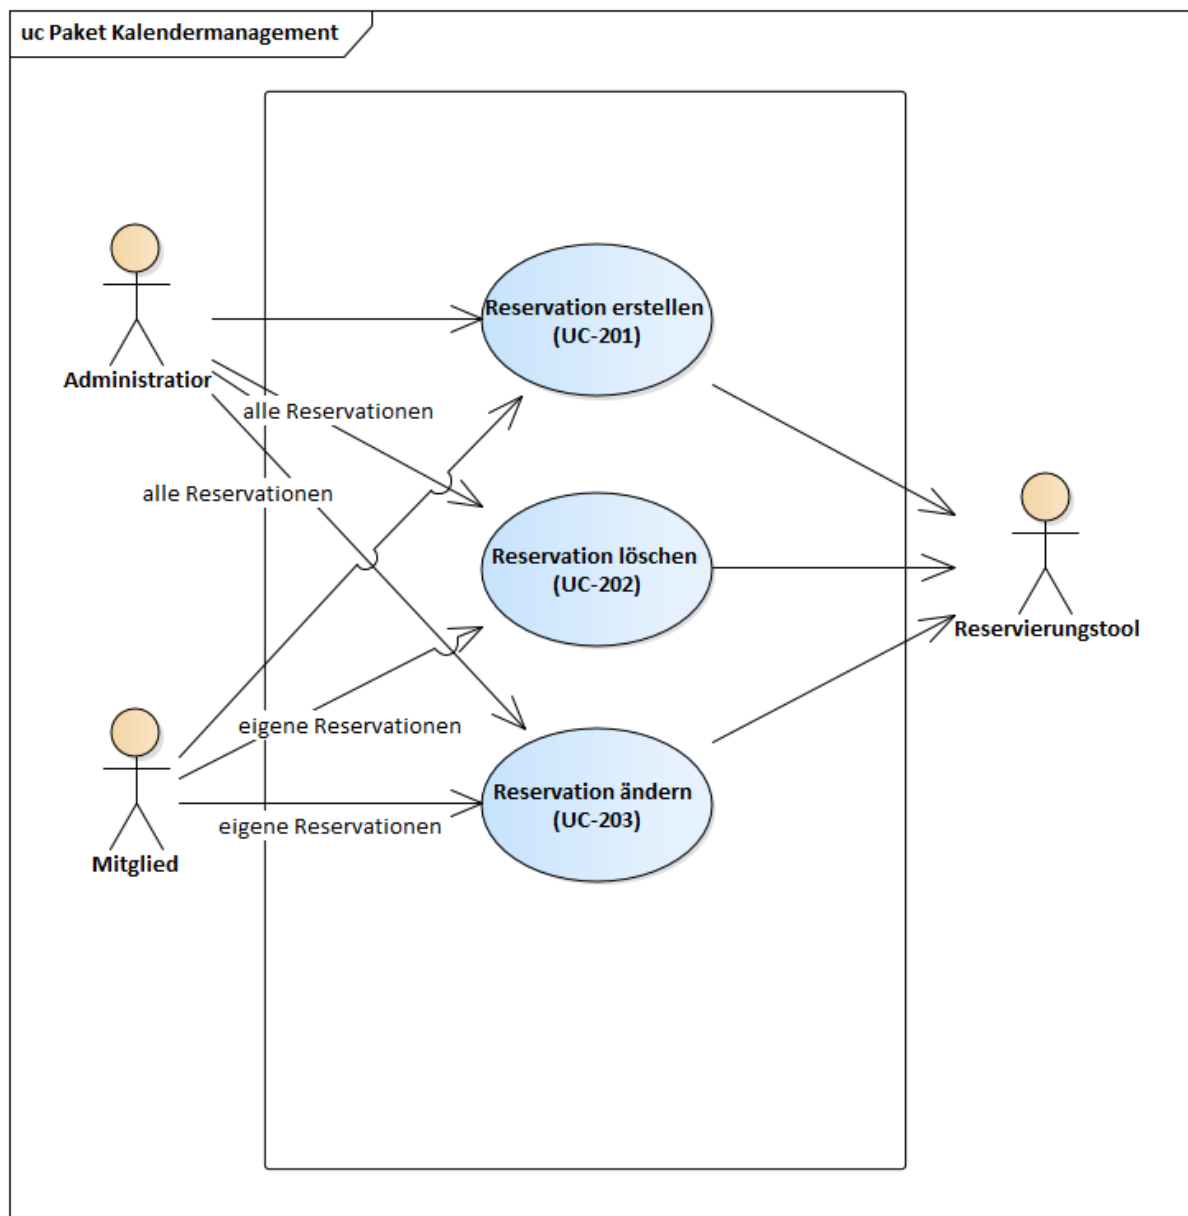 uc Paket Kalendermanagement
Reservation erstellen
(UC-201)
Administratior
alle Reservationen
alle Reservationen
Reservation löschen
(UC-202)
Reservierungstool
eigene Reservationen
Reservation ändern
(UC-203)
eigene Reservationen
Mitglied